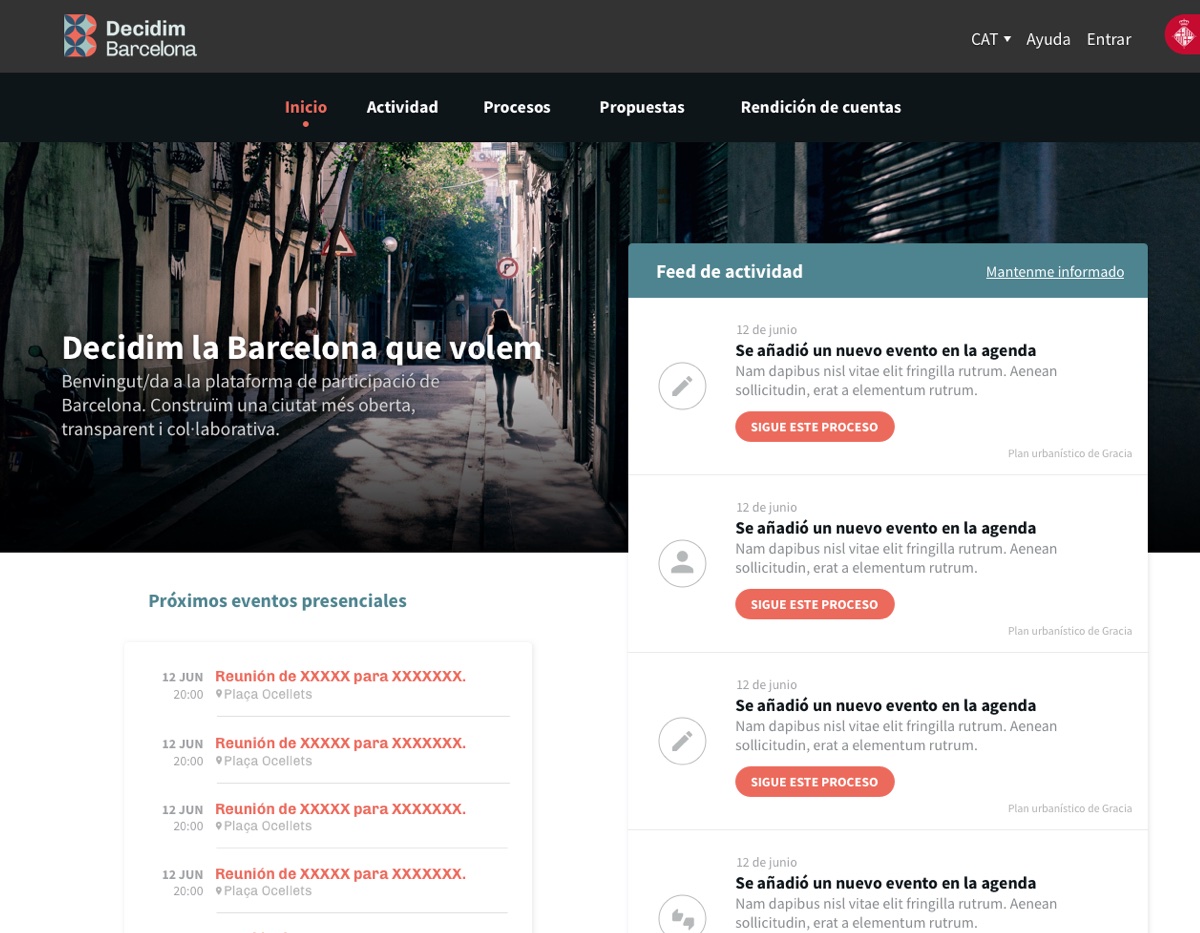 Decidim
Barcelona
CAT Ayuda Entrar
Inicio Actividad Procesos Propuestas Rendición de cuentas
Decidim la Barcelona que volem
Benvingut/da a la plataforma de participació de
Barcelona. Construïm una ciutat més oberta,
transparent i col·laborativa.
Feed de actividad Mantenme informado
12 de junio
Se añadió un nuevo evento en la agenda
Nam dapibus nisl vitae elit fringilla rutrum. Aenean
sollicitudin, erat a elementum rutrum.
SIGUE ESTE PROCESO
Plan urbanístico de Gracia
12 de junio
Se añadió un nuevo evento en la agenda
Nam dapibus nisl vitae elit fringilla rutrum. Aenean
sollicitudin, erat a elementum rutrum.
SIGUE ESTE PROCESO
Plan urbanístico de Gracia
12 de junio
Se añadió un nuevo evento en la agenda
Nam dapibus nisl vitae elit fringilla rutrum. Aenean
sollicitudin, erat a elementum rutrum.
SIGUE ESTE PROCESO
Plan urbanístico de Gracia
12 de junio
Se añadió un nuevo evento en la agenda
Nam dapibus nisl vitae elit fringilla rutrum. Aenean
sollicitudin, erat a elementum rutrum.
Próximos eventos presenciales
12 JUN Reunión de XXXXX para XXXXXXX.
20:00 Plaça Ocellets
12 JUN Reunión de XXXXX para XXXXXXX.
20:00 Plaça Ocellets
12 JUN Reunión de XXXXX para XXXXXXX.
20:00 Plaça Ocellets
12 JUN Reunión de XXXXX para XXXXXXX.
20:00 Plaça Ocellets